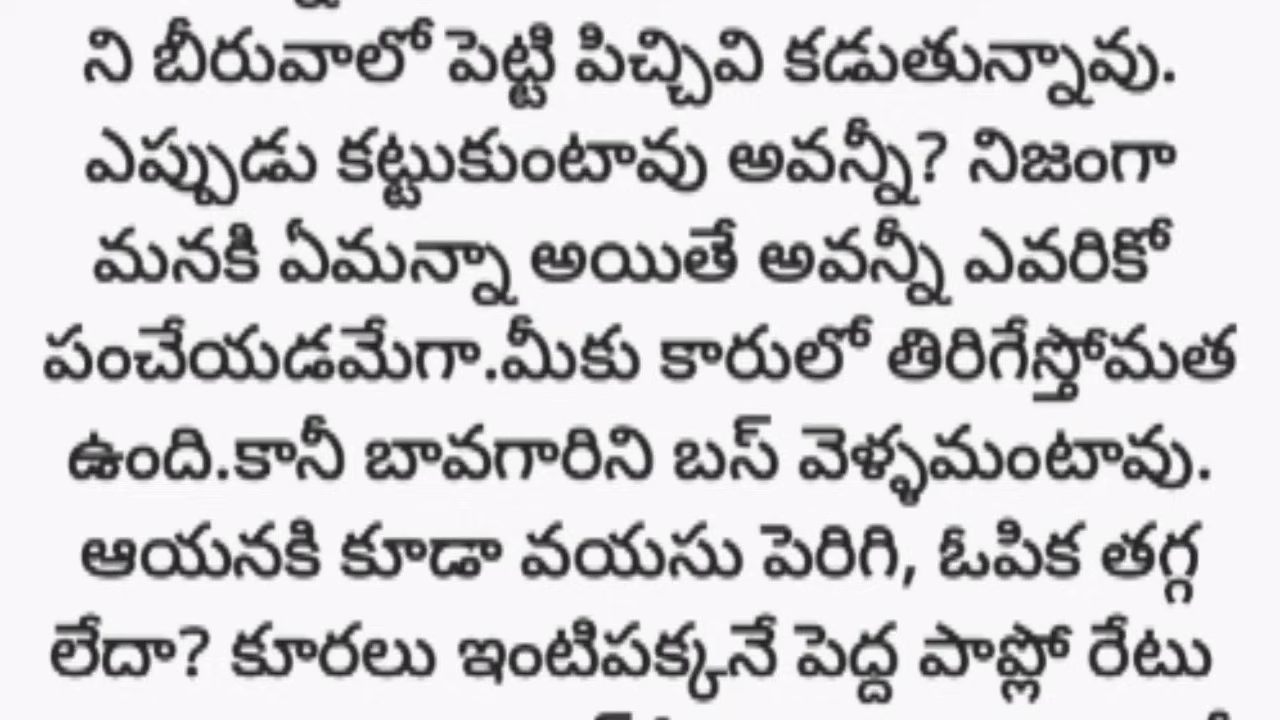 ని బీరువాలో పెట్టి పిచ్చివి కడుతున్నావు.
ఎప్పుడు కట్టుకుంటావు అవన్నీ? నిజంగా
మనకి ఏమన్నా అయితే అవన్నీ ఎవరికో
పంచేయడమేగా.మీకు కారులో తిరిగేస్తోమత
ఉంది.కానీ బావగారిని బస్ వెళ్ళమంటావు.
ఆయనకి కూడా వయసు పెరిగి, ఓపిక తగ్గ
లేదా? కూరలు ఇంటిపక్కనే పెద్ద పాప్లో రేటు